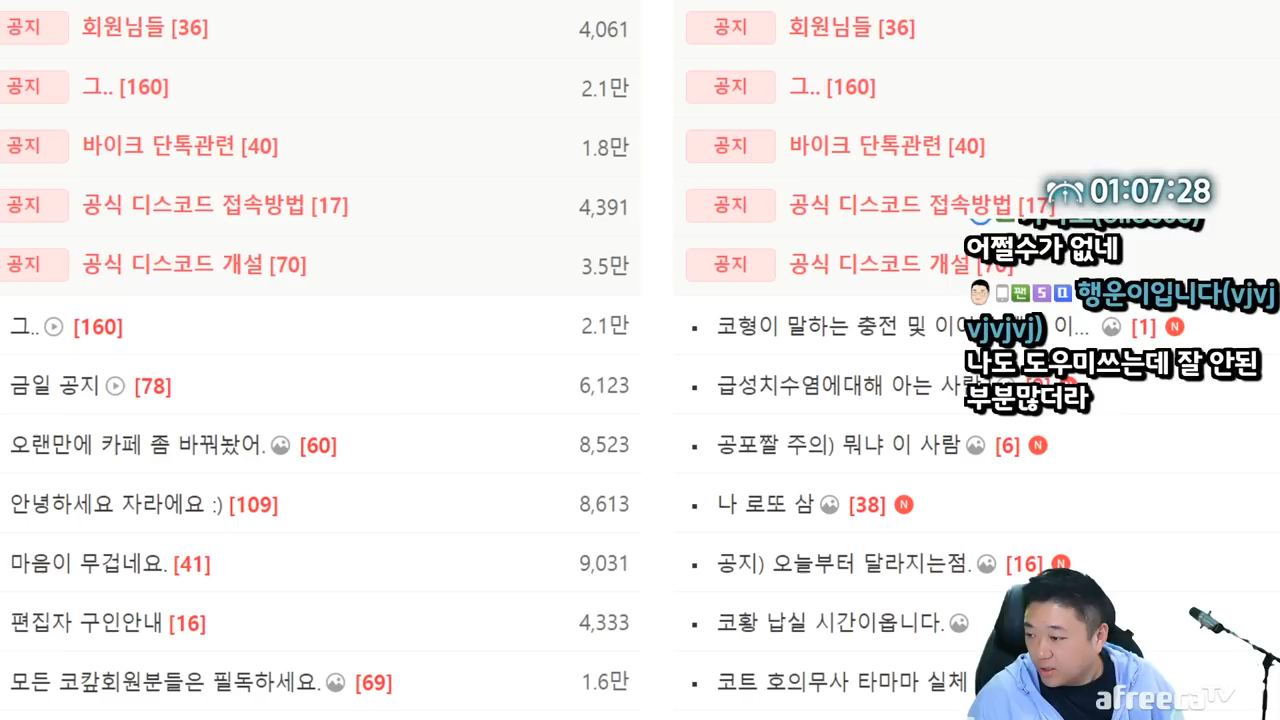 공지 회원님들 [36] 4,061
공지 그.. [160] 2.1만
공지 바이크 단톡관련 [40] 1.8만
공지 공식 디스코드 접속방법 [17] 4,391
공지 공식 디스코드 개설 [70] 3.5만
그.. [160] 2.1만
금일 공지 [78] 6,123
오랜만에 카페 좀 바꿔놨어. [60] 8,523
안녕하세요 자라에요 :) [109] 8,613
마음이 무겁네요. [41] 9,031
편집자 구인안내 [16] 4,333
모든 코캎회원분들은 필독하세요. [69] 1.6만
공지 회원님들 [36]
공지 그.. [160]
공지 바이크 단톡관련 [40]
공지 공식 디스코드 접속방법 [17]
공지 공식 디스코드 개설 [70]
코형이 말하는 충전 및 이... [1] N
급성치수염에대해 아는
공포짤 주의) 뭐냐 이 사람 [6] N
나 로또 삼 [38] N
공지) 오늘부터 달라지는점. [16] N
코황 납실 시간이옵니다.
코트 호의무사 타마마 실체
01:07:28
어쩔수가 없네
팬 5 행운이입니다(vjvj
vjvjvj)
나도 도우미쓰는데 잘 안된
부분많더라
afreecaTV